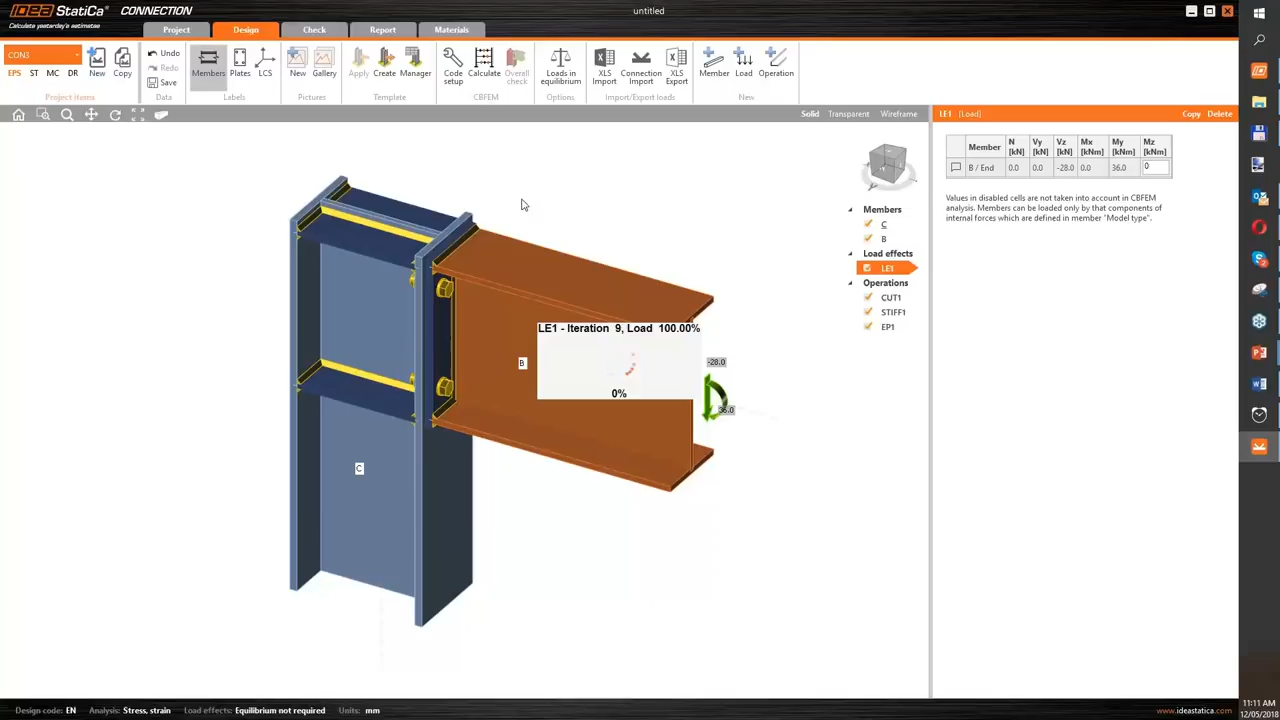 IDEA StatiCa® CONNECTION
Calculate yesterday's estimates
untitled
Project Design Check Report Materials
CON3
EPS ST MC DR
New Copy
Project Items
Undo
Redo
Save
Data
Members Plates LCS
Labels
New Gallery
Pictures
Apply Create Manager
Template
Code setup Calculate Overall check
CBFEM
Loads in equilibrium
Options
XLS Import Connection Import XLS Export
Import/Export loads
Member Load Operation
New
Solid Transparent Wireframe
LE1 [Load] Copy Delete
Member N [kN] Vy [kN] Vz [kN] Mx [kNm] My [kNm] Mz [kNm]
B / End 0.0 0.0 -28.0 0.0 36.0 0
Values in disabled cells are not taken into account in CBFEM
analysis. Members can be loaded only by that components of
internal forces which are defined in member "Model type".
Members
C
B
Load effects
LE1
Operations
CUT1
STIFF1
EP1
LE1 - Iteration 9, Load 100.00%
0%
B
-28.0
36.0
C
Design code: EN Analysis: Stress, strain Load effects: Equilibrium not required Units: mm
www.ideastatica.com
11:11 AM
12/05/2018